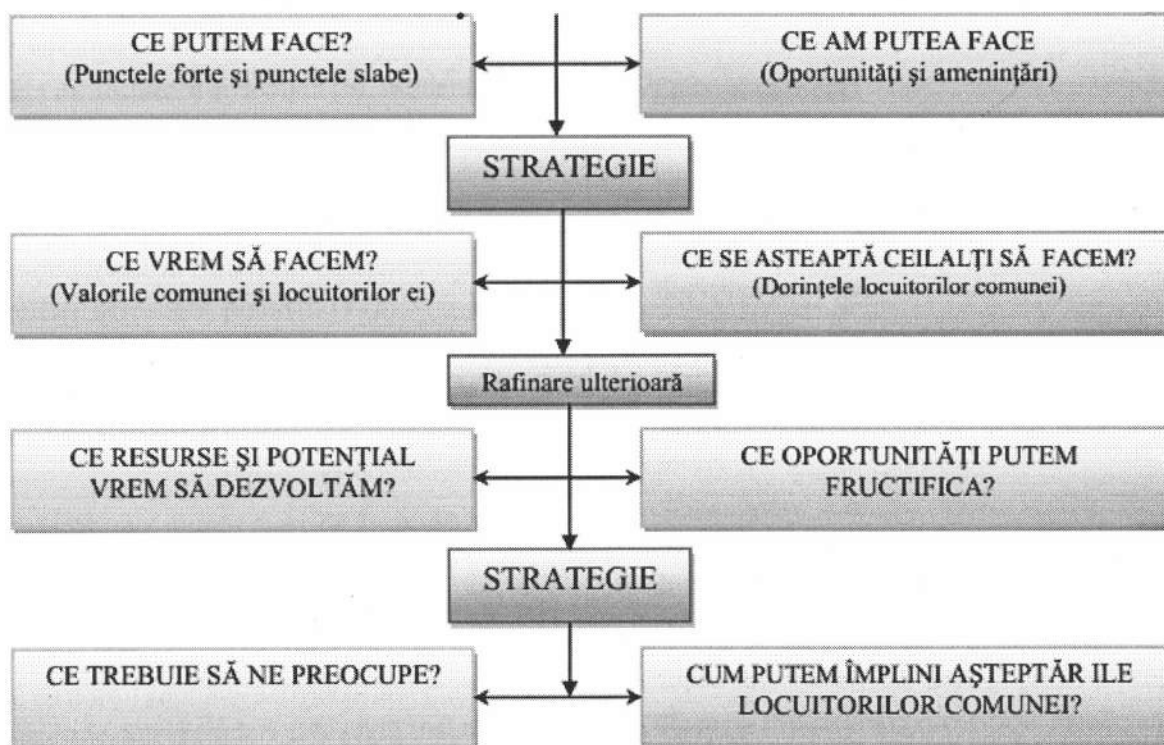 CE PUTEM FACE?
(Punctele forte şi punctele slabe)
CE AM PUTEA FACE
(Oportunităţi şi ameninţări)
STRATEGIE
CE VREM SĂ FACEM?
(Valorile comunei şi locuitorilor ei)
CE SE ASTEAPTĂ CEILALŢI SĂ FACEM?
(Dorinţele locuitorilor comunei)
Rafinare ulterioară
CE RESURSE ŞI POTENŢIAL
VREM SĂ DEZVOLTĂM?
CE OPORTUNITĂŢI PUTEM
FRUCTIFICA?
STRATEGIE
CE TREBUIE SĂ NE PREOCUPE?
CUM PUTEM ÎMPLINI AŞTEPTĂR ILE
LOCUITORILOR COMUNEI?